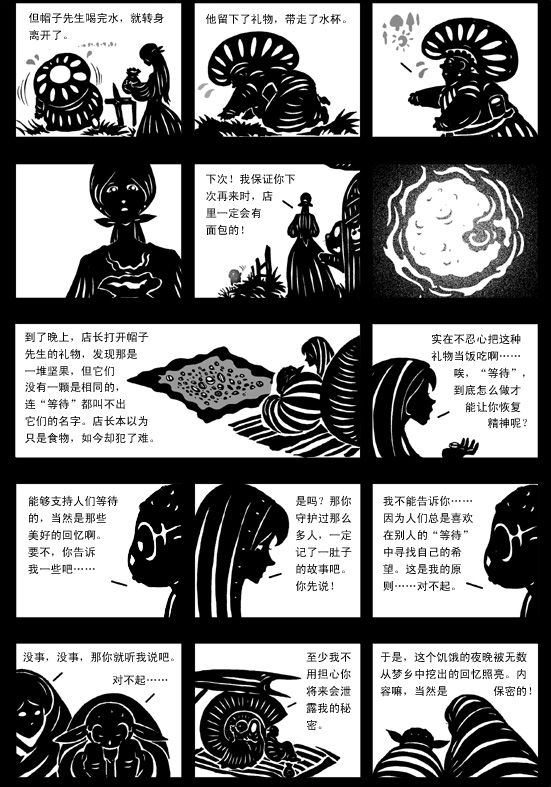 但帽子先生喝完水，就转身
离开了。
他留下了礼物，带走了水杯。
下次！我保证你下
次再来时，店
里一定会有
面包的！
到了晚上，店长打开帽子
先生的礼物，发现那是
一堆坚果，但它们
没有一颗是相同的，
连“等待”都叫不出
它们的名字。店长本以为
只是食物，如今却犯了难。
实在不忍心把这种
礼物当饭吃啊……
唉，“等待”，
到底怎么做才
能让你恢复
精神呢？
能够支持人们等待
的，当然是那些
美好的回忆啊。
要不，你告诉
我一些吧……
是吗？那你
守护过那么
多人，一定
记了一肚子
的故事吧。
你先说！
我不能告诉你……
因为人们总是喜欢
在别人的“等待”
中寻找自己的希
望。这是我的原
则……对不起。
没事，没事，那你就听我说吧。
对不起……
至少我不
用担心你
将来会泄
露我的秘
密。
于是，这个饥饿的夜晚被无数
从梦乡中挖出的回忆照亮。内
容嘛，当然是 保密的！